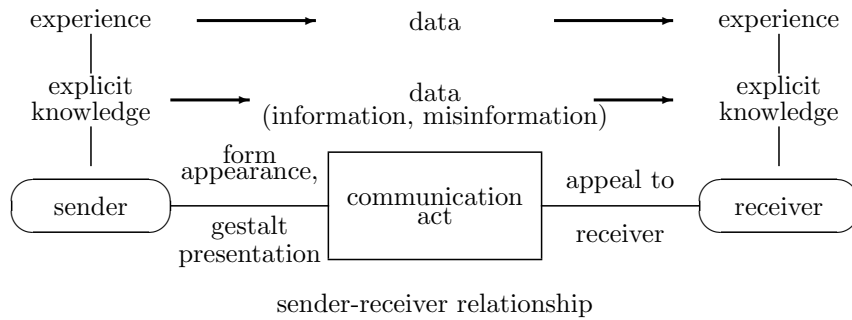 experience data experience
explicit knowledge data (information, misinformation) explicit knowledge
form
appearance,
sender
gestalt
presentation
communication
act
appeal to
receiver
receiver
sender-receiver relationship